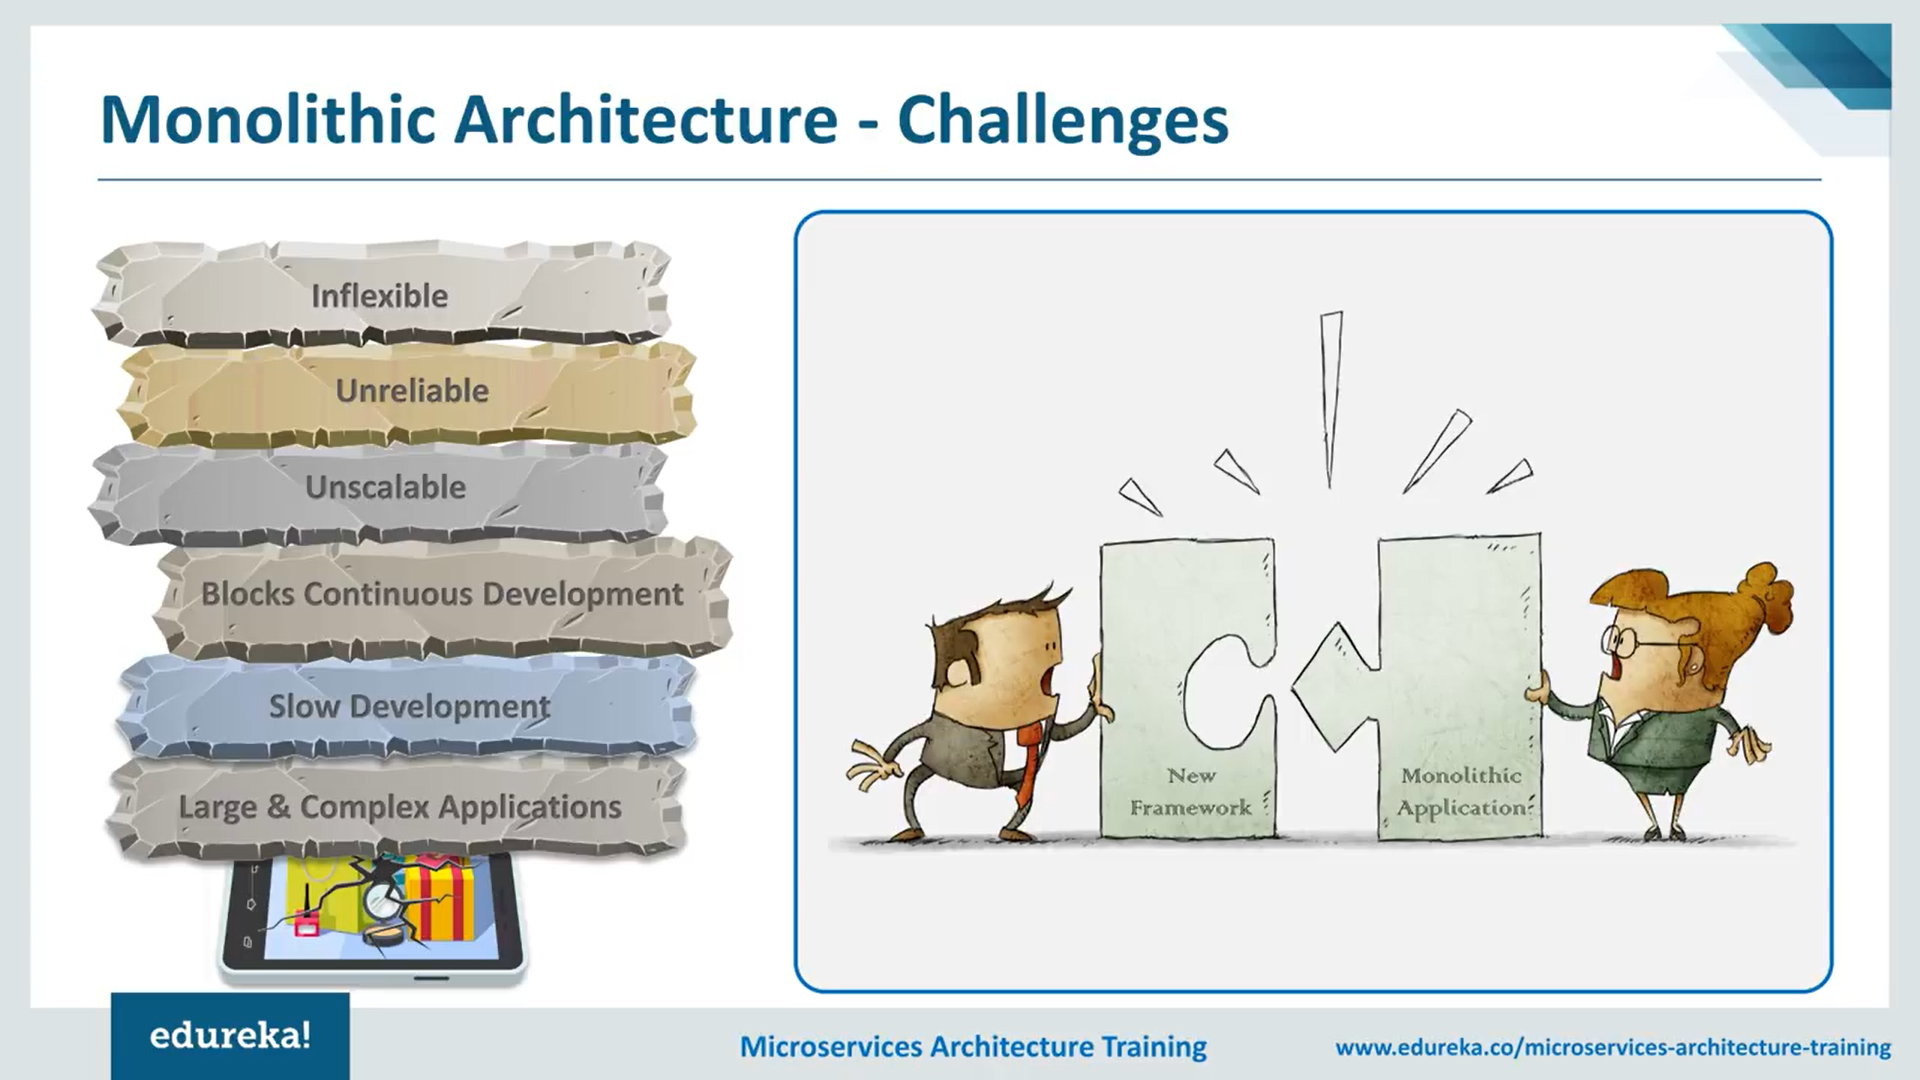 Monolithic Architecture - Challenges
Inflexible
Unreliable
Unscalable
Blocks Continuous Development
Slow Development
Large & Complex Applications
New
Framework
Monolithic
Application
edureka!
Microservices Architecture Training
www.edureka.co/microservices-architecture-training